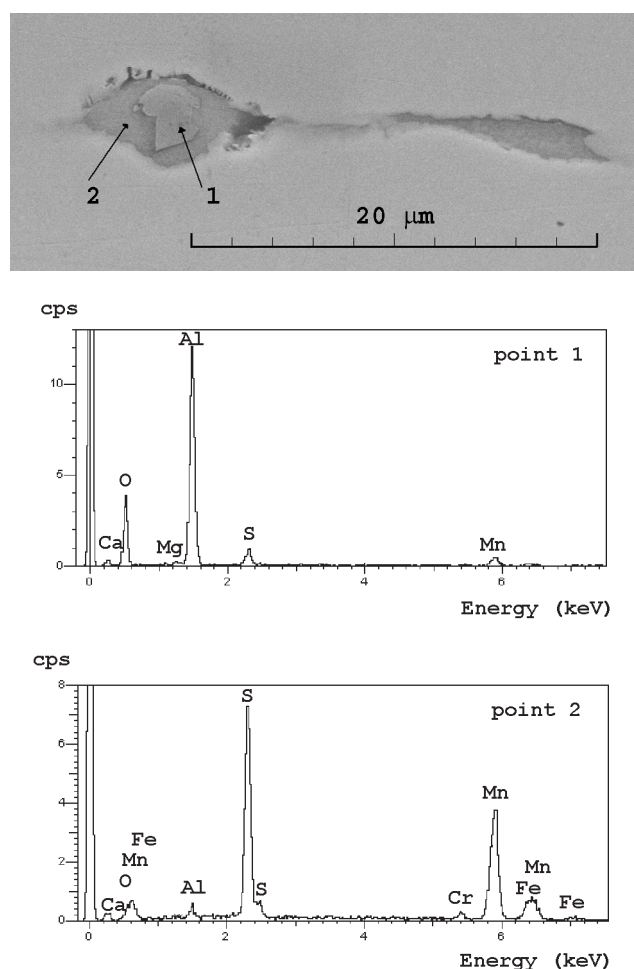 2
1
20 μm
cps
point 1
Al
10
O
5
Ca
Mg
S
Mn
0
0 2 4 6
Energy (keV)
cps
point 2
8
S
6
Mn
4
Fe
Mn
2
O
Al
Ca
S
Cr
Mn
Fe
Fe
0
0 2 4 6
Energy (keV)